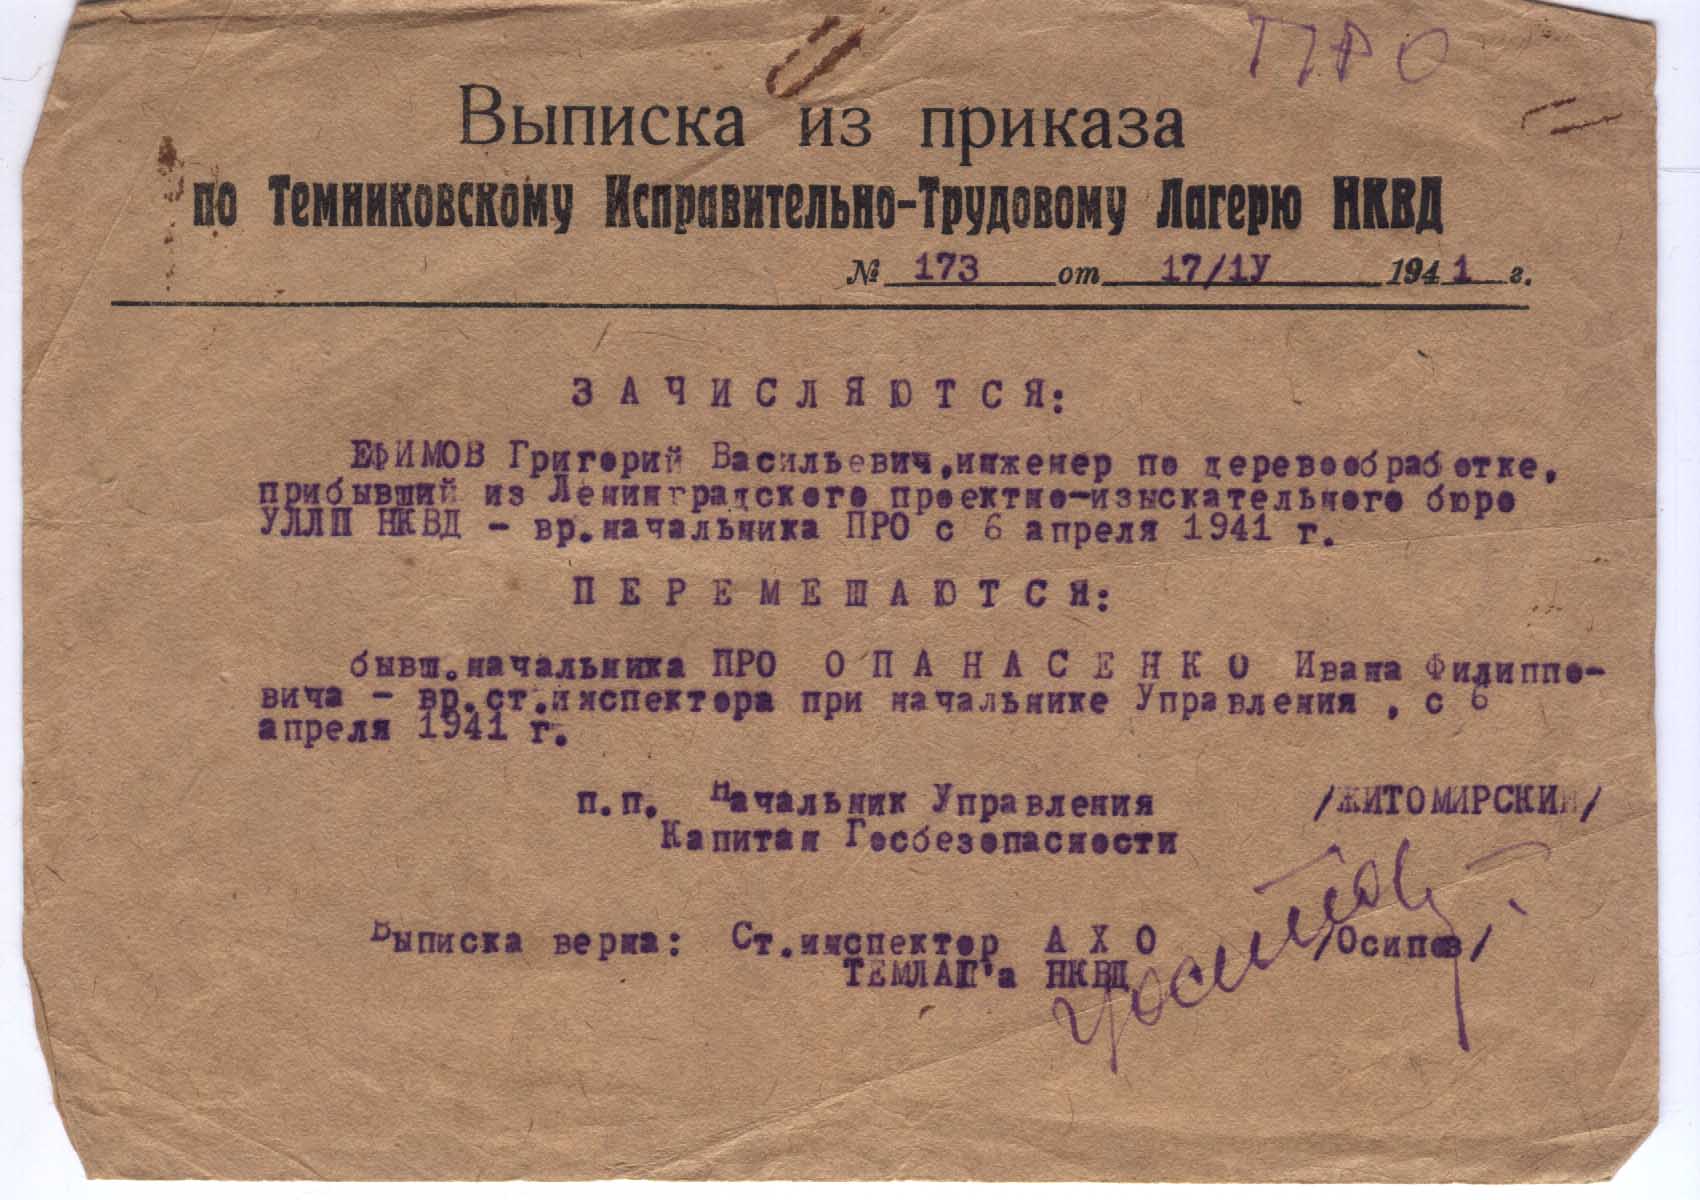 ПРО
Выписка из приказа
по Темниковскому Исправительно-Трудовому Лагерю НКВД
№ 173 от 17/1У 1941 г.
ЗАЧИСЛЯЮТСЯ:
ЕФИМОВ Григорий Васильевич,инженер по деревообработке,
прибывший из Ленинградского проектно-изыскательного бюро
УЛЛП НКВД - вр.начальника ПРО с 6 апреля 1941 г.
ПЕРЕМЕШАЮТСЯ:
бывш.начальника ПРО ОПАНАСЕНКО Ивана Филиппо-
вича - вр.ст.инспектора при начальнике Управления , с 6
апреля 1941 г.
п.п. Начальник Управления /ЖИТОМИРСКИЙ/
Капитан Госбезопасности
Выписка верна: Ст.инспектор АХО /Осипов/
ТЕМЛАГ'а НКВД